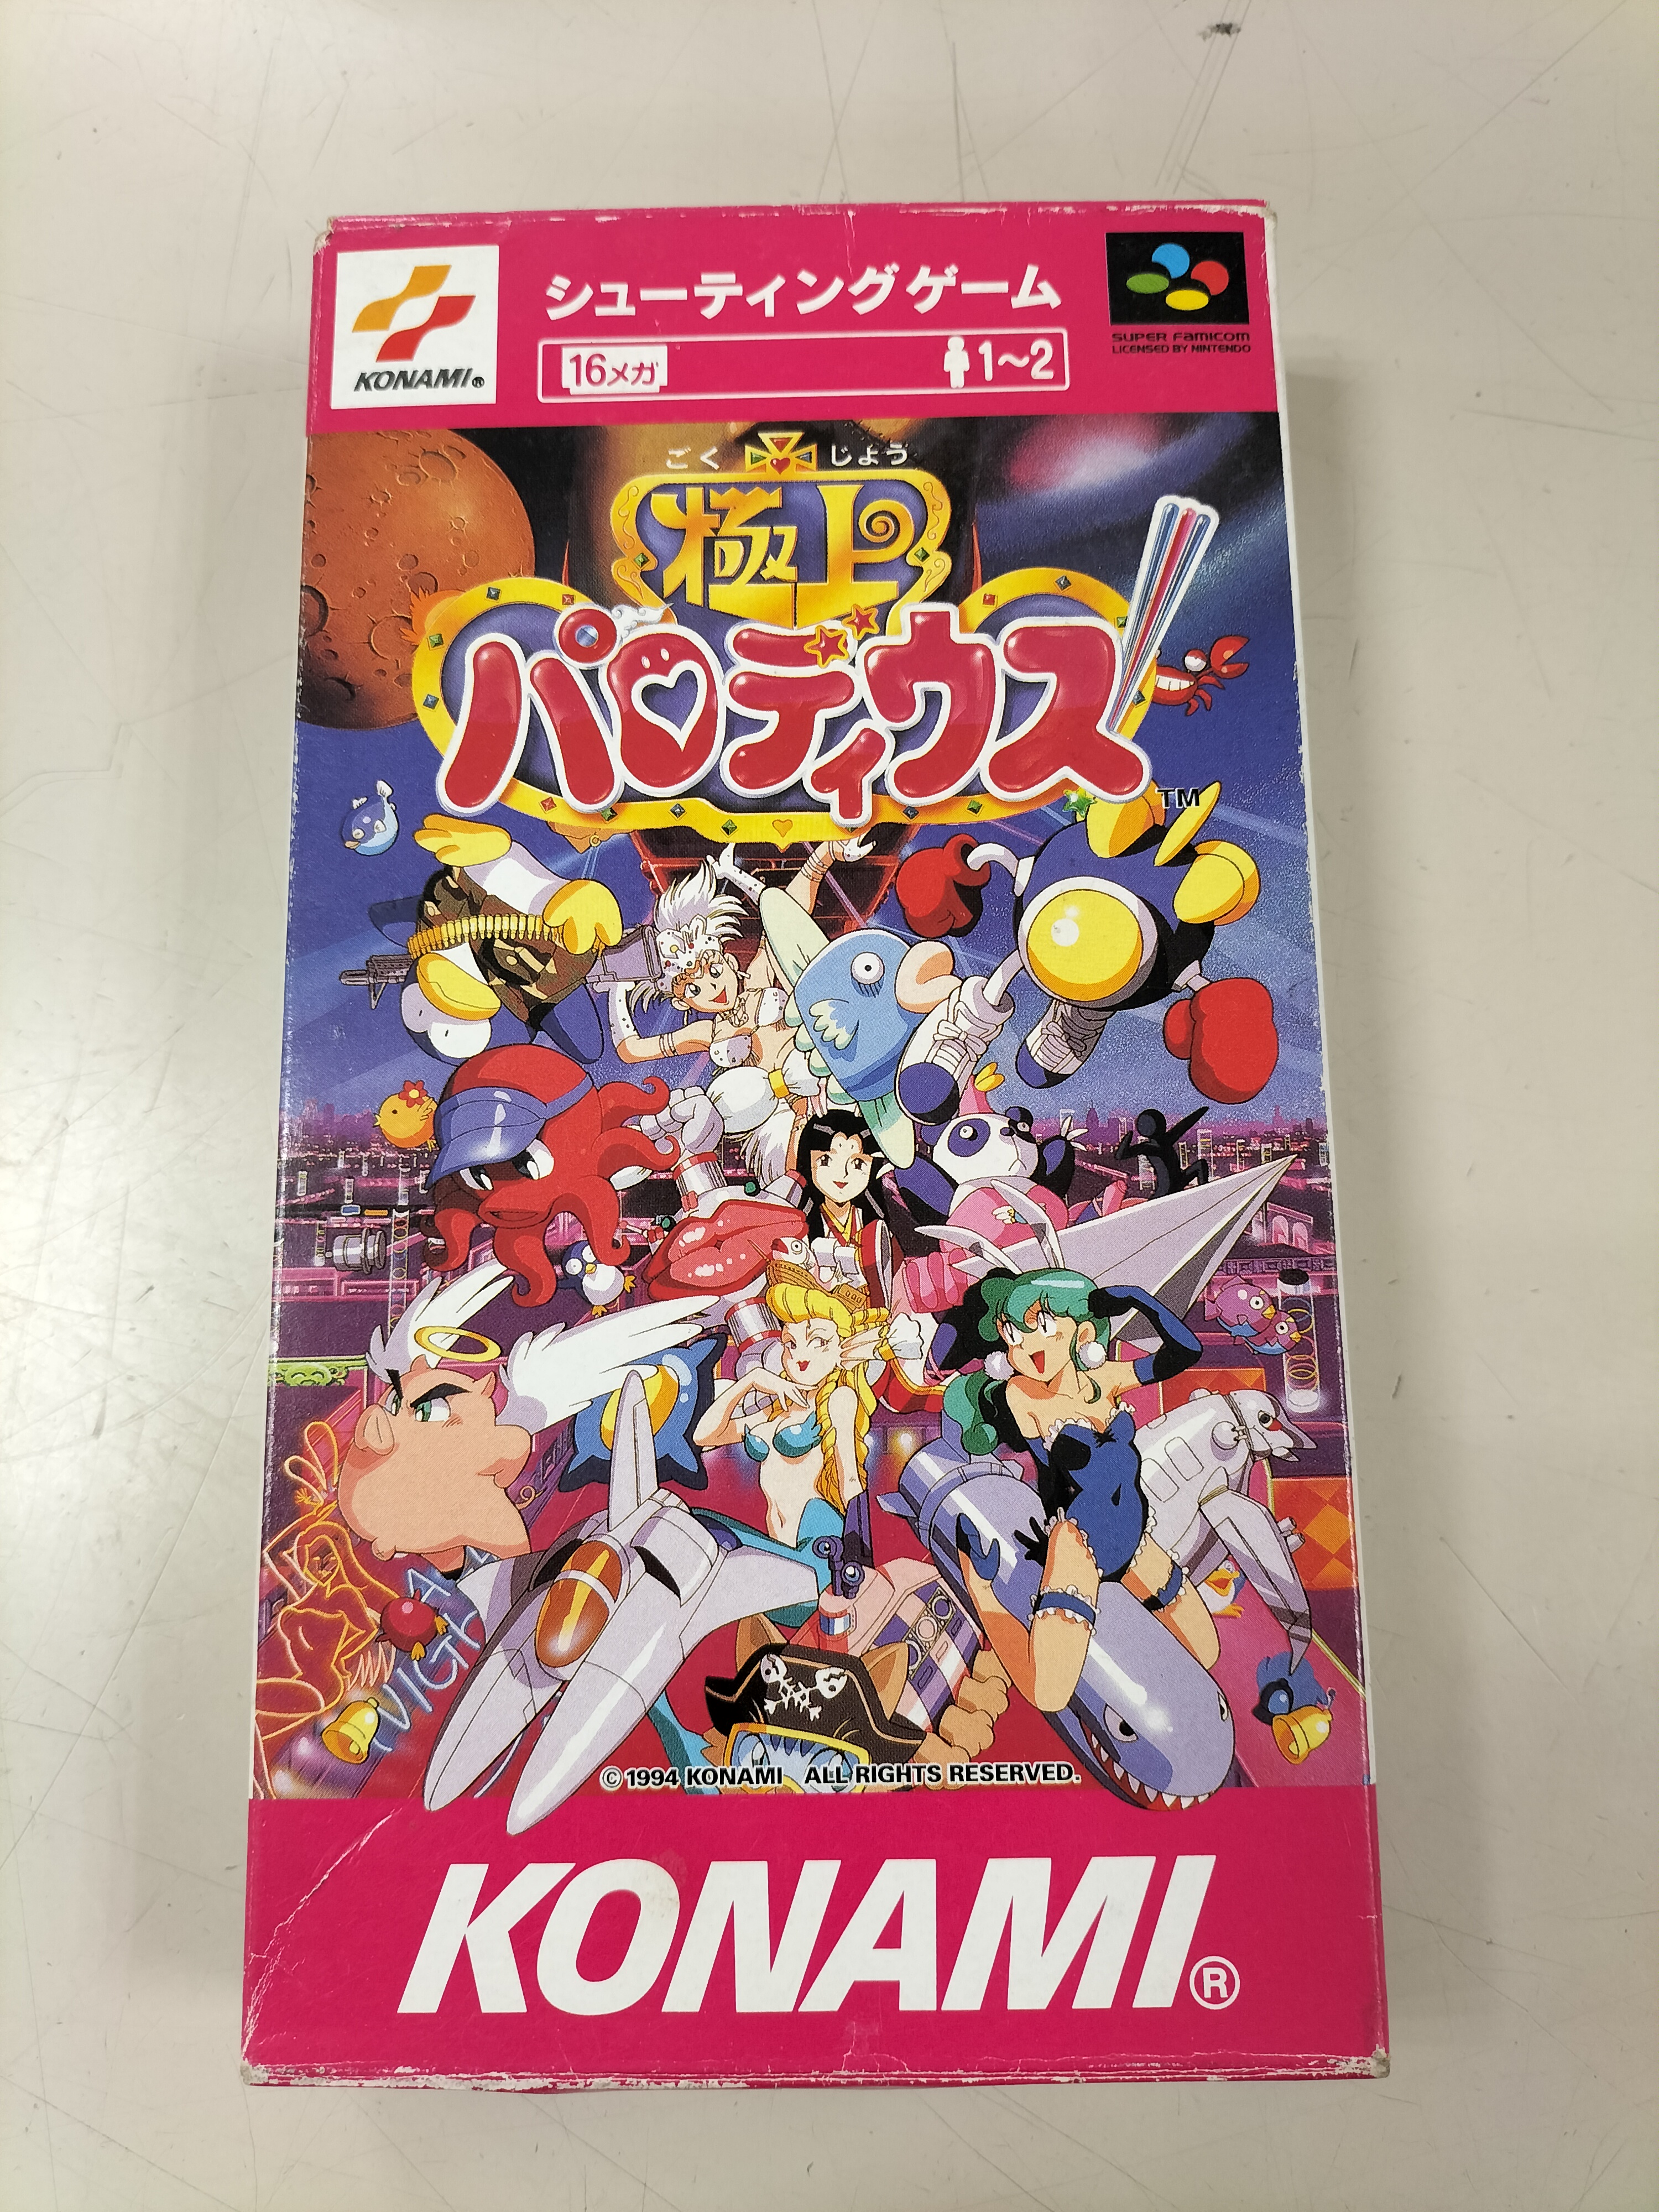 シューティングゲーム
KONAMI®
16メガ
1〜2
SUPER FAMICOM
LICENSED BY NINTENDO
ごくじょう
極上
パロディウス
TM
© 1994 KONAMI ALL RIGHTS RESERVED.
KONAMI®